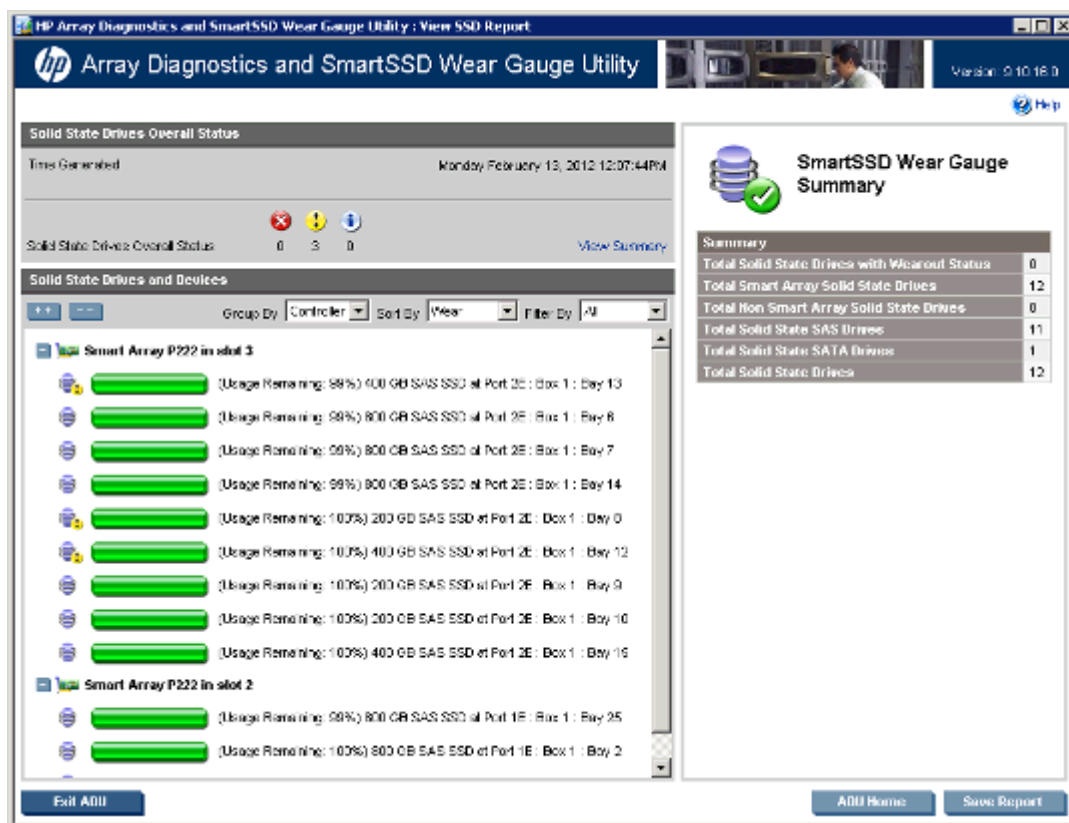 HP Array Diagnostics and SmartSSD Wear Gauge Utility : View SSD Report
hp Array Diagnostics and SmartSSD Wear Gauge Utility
Version: 9.10.16.0
Help
Solid State Drives Overall Status
Time Generated Monday February 13, 2012 12:07:44PM
Solid State Drives Overall Status 0 3 0 View Summary
Solid State Drives and Devices
++ -- Group By Controller Sort By Wear Filter By All
Smart Array P222 in slot 3
(Usage Remaining: 99%) 400 GB SAS SSD at Port 2E : Box 1 : Bay 13
(Usage Remaining: 99%) 800 GB SAS SSD at Port 2E : Box 1 : Bay 6
(Usage Remaining: 99%) 800 GB SAS SSD at Port 2E : Box 1 : Bay 7
(Usage Remaining: 99%) 800 GB SAS SSD at Port 2E : Box 1 : Bay 14
(Usage Remaining: 100%) 200 GB SAS SSD at Port 2E : Box 1 : Bay
(Usage Remaining: 100%) 400 GB SAS SSD at Port 2E : Box 1 : Bay 12
(Usage Remaining: 100%) 200 GB SAS SSD at Port 2E : Box 1 : Bay 9
(Usage Remaining: 100%) 200 GB SAS SSD at Port 2E : Box 1 : Bay 10
(Usage Remaining: 100%) 400 GB SAS SSD at Port 2E : Box 1 : Bay
Smart Array P222 in slot 2
(Usage Remaining: 99%) 800 GB SAS SSD at Port 1E : Box 1 : Bay 25
(Usage Remaining: 100%) 800 GB SAS SSD at Port 1E : Box 1 : Bay 2
SmartSSD Wear Gauge
Summary
Summary
Total Solid State Drives with Wearout Status 0
Total Smart Array Solid State Drives 12
Total Non Smart Array Solid State Drives 0
Total Solid State SAS Drives 11
Total Solid State SATA Drives 1
Total Solid State Drives 12
Exit ADU
ADU Home
Save Report